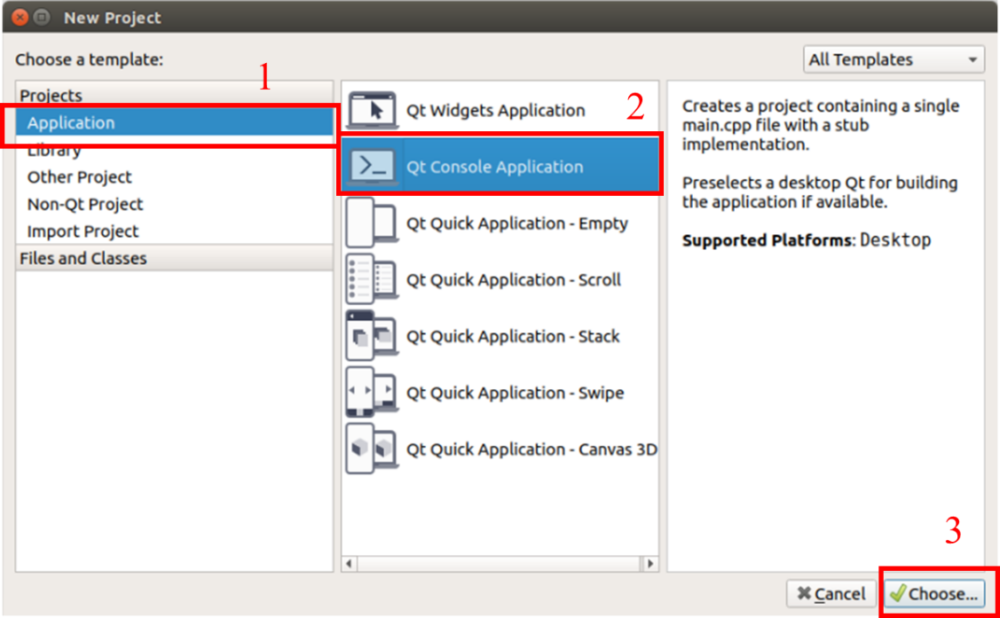 New Project
Choose a template:
All Templates
1
Projects
Application
Library
Other Project
Non-Qt Project
Import Project
Files and Classes
2
Qt Widgets Application
Qt Console Application
Qt Quick Application - Empty
Qt Quick Application - Scroll
Qt Quick Application - Stack
Qt Quick Application - Swipe
Qt Quick Application - Canvas 3D
Creates a project containing a single
main.cpp file with a stub
implementation.
Preselects a desktop Qt for building
the application if available.
Supported Platforms: Desktop
3
Cancel
Choose...